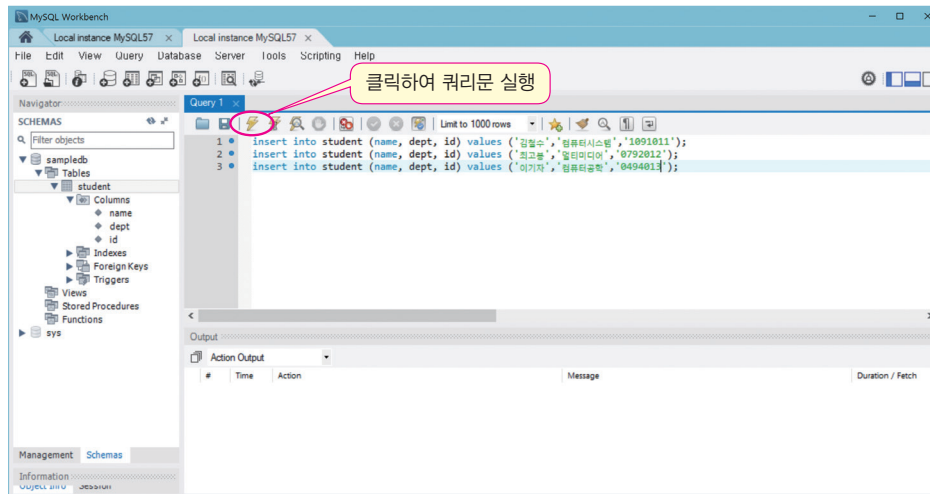 MySQL Workbench
Local instance MySQL57 × Local instance MySQL57 ×
File Edit View Query Database Server Tools Scripting Help
클릭하여 쿼리문 실행
Navigator
Query 1 ×
SCHEMAS
Limit to 1000 rows
Filter objects
1 insert into student (name, dept, id) values ('김철수','컴퓨터시스템','1091011');
2 insert into student (name, dept, id) values ('최고봉','멀티미디어','0792012');
3 insert into student (name, dept, id) values ('이기자','컴퓨터공학','0494013');
sampledb
Tables
student
Columns
name
dept
id
Indexes
Foreign Keys
Triggers
Views
Stored Procedures
Functions
sys
Output
Action Output
# Time Action Message Duration / Fetch
Management Schemas
Information
Object Info Session